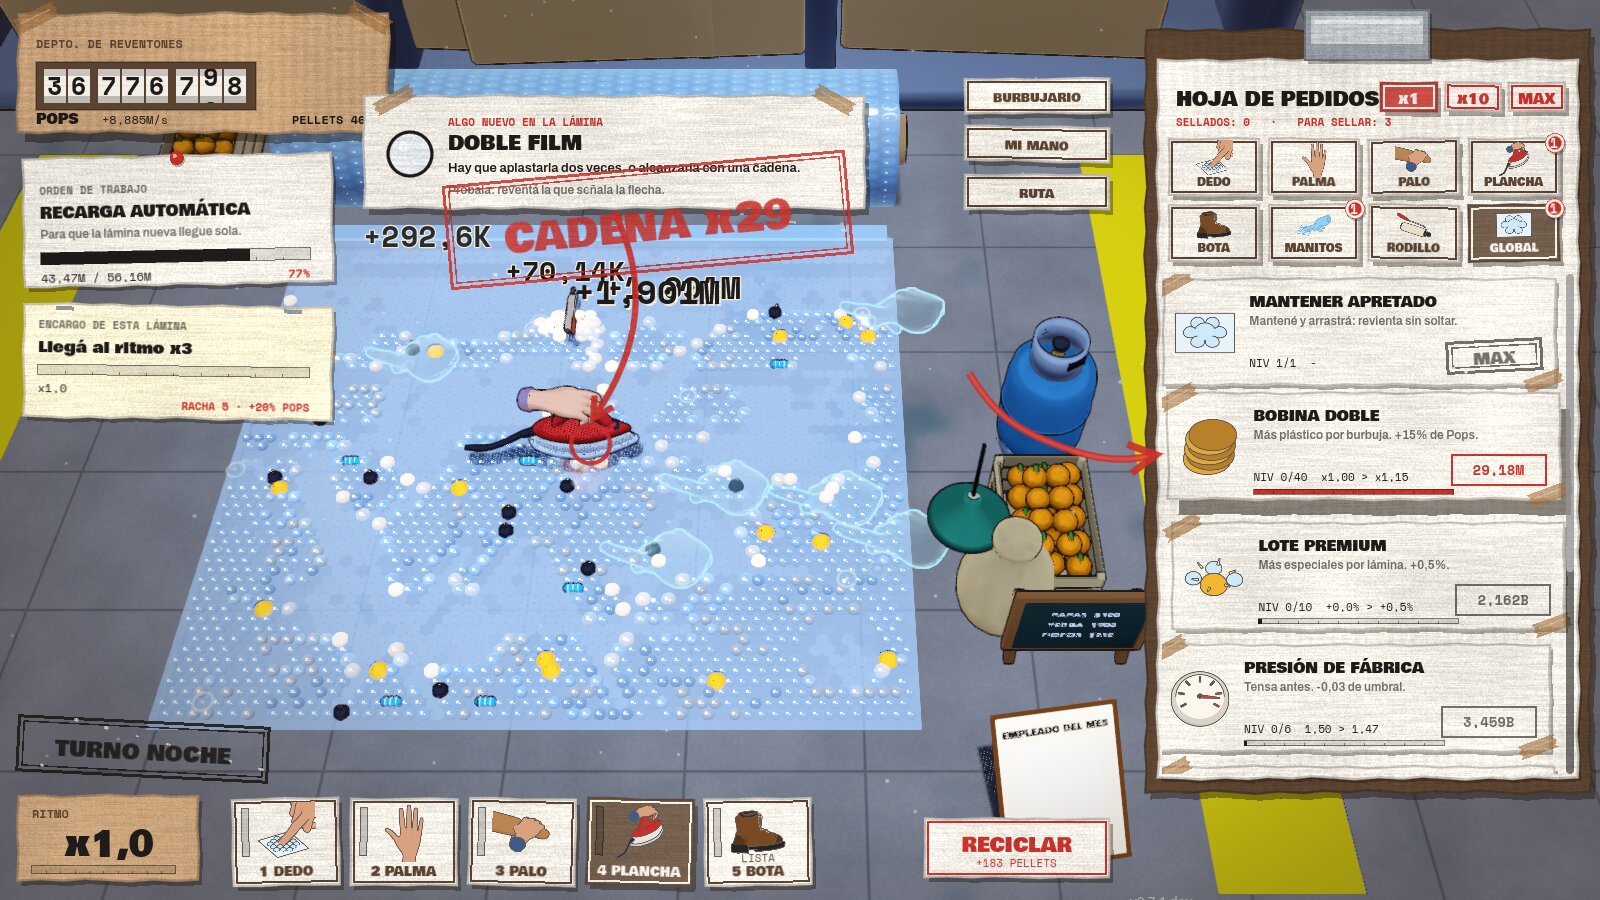 DEPTO. DE REVENTONES
36 776 798
POPS +8,885M/s PELLETS 46
ORDEN DE TRABAJO
RECARGA AUTOMÁTICA
Para que la lámina nueva llegue sola.
43,47M / 56,16M 77%
ENCARGO DE ESTA LÁMINA
Llegá al ritmo x3
x1,0
RACHA 5 · +20% POPS
ALGO NUEVO EN LA LÁMINA
DOBLE FILM
Hay que aplastarla dos veces, o alcanzarla con una cadena.
Probala: reventá la que señala la flecha.
CADENA x29
+292,6K
+70,14K
BURBUJARIO
MI MANO
RUTA
HOJA DE PEDIDOS
x1 x10 MAX
SELLADOS: 0 · PARA SELLAR: 3
DEDO
PALMA
PALO
PLANCHA 1
BOTA
MANITOS 1
RODILLO
GLOBAL 1
MANTENER APRETADO
Mantené y arrastrá: revienta sin soltar.
NIV 1/1 -
MAX
BOBINA DOBLE
Más plástico por burbuja. +15% de Pops.
NIV 0/40 x1.00 > x1,15
29,18M
LOTE PREMIUM
Más especiales por lámina. +0,5%.
NIV 0/10 +0.0% > +0,5%
2,162B
PRESIÓN DE FÁBRICA
Tensa antes. -0,03 de umbral.
NIV 0/6 1,50 > 1,47
3,459B
EMPLEADO DEL MES
TURNO NOCHE
RITMO
x1,0
1 DEDO
2 PALMA
3 PALO
4 PLANCHA
LISTA
5 BOTA
RECICLAR
+183 PELLETS